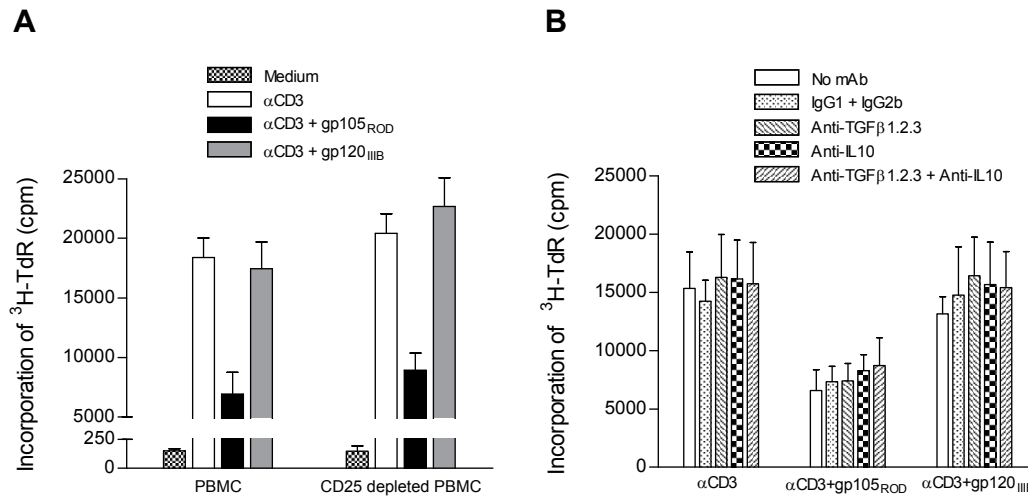 A
Medium
αCD3
αCD3 + gp105ROD
αCD3 + gp120IIIB
Incorporation of 3H-TdR (cpm)
25000
20000
15000
10000
5000
250
0
PBMC
CD25 depleted PBMC
B
No mAb
IgG1 + IgG2b
Anti-TGFβ1.2.3
Anti-IL10
Anti-TGFβ1.2.3 + Anti-IL10
Incorporation of 3H-TdR (cpm)
25000
20000
15000
10000
5000
0
αCD3
αCD3+gp105ROD
αCD3+gp120IIIB